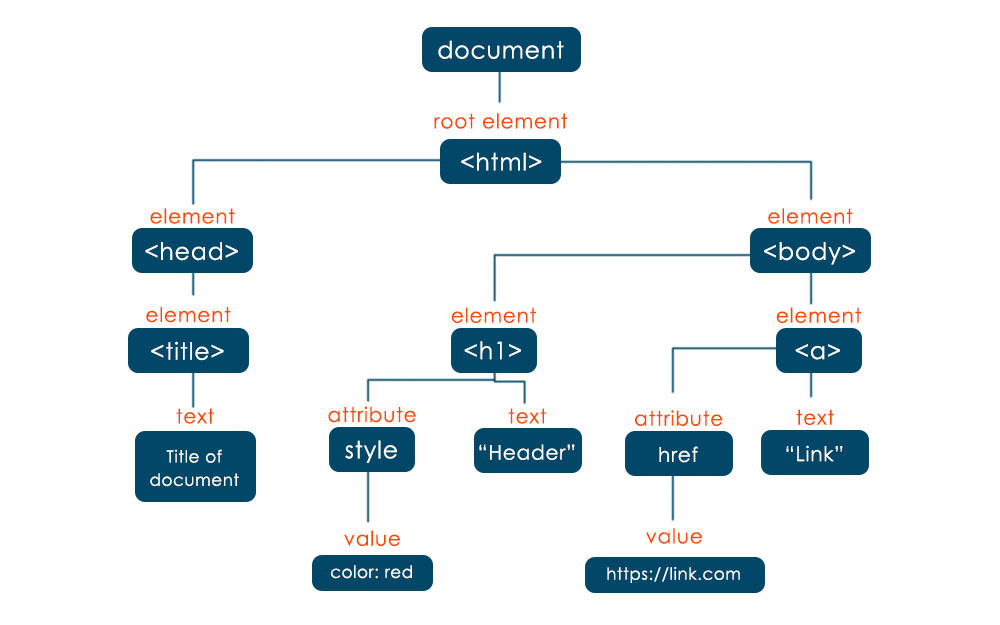 document
root element
<html>
element
element
<head>
<body>
element
element
element
<title>
<h1>
<a>
text
attribute
text
attribute
text
Title of
document
style
“Header”
href
“Link”
value
value
color: red
https://link.com